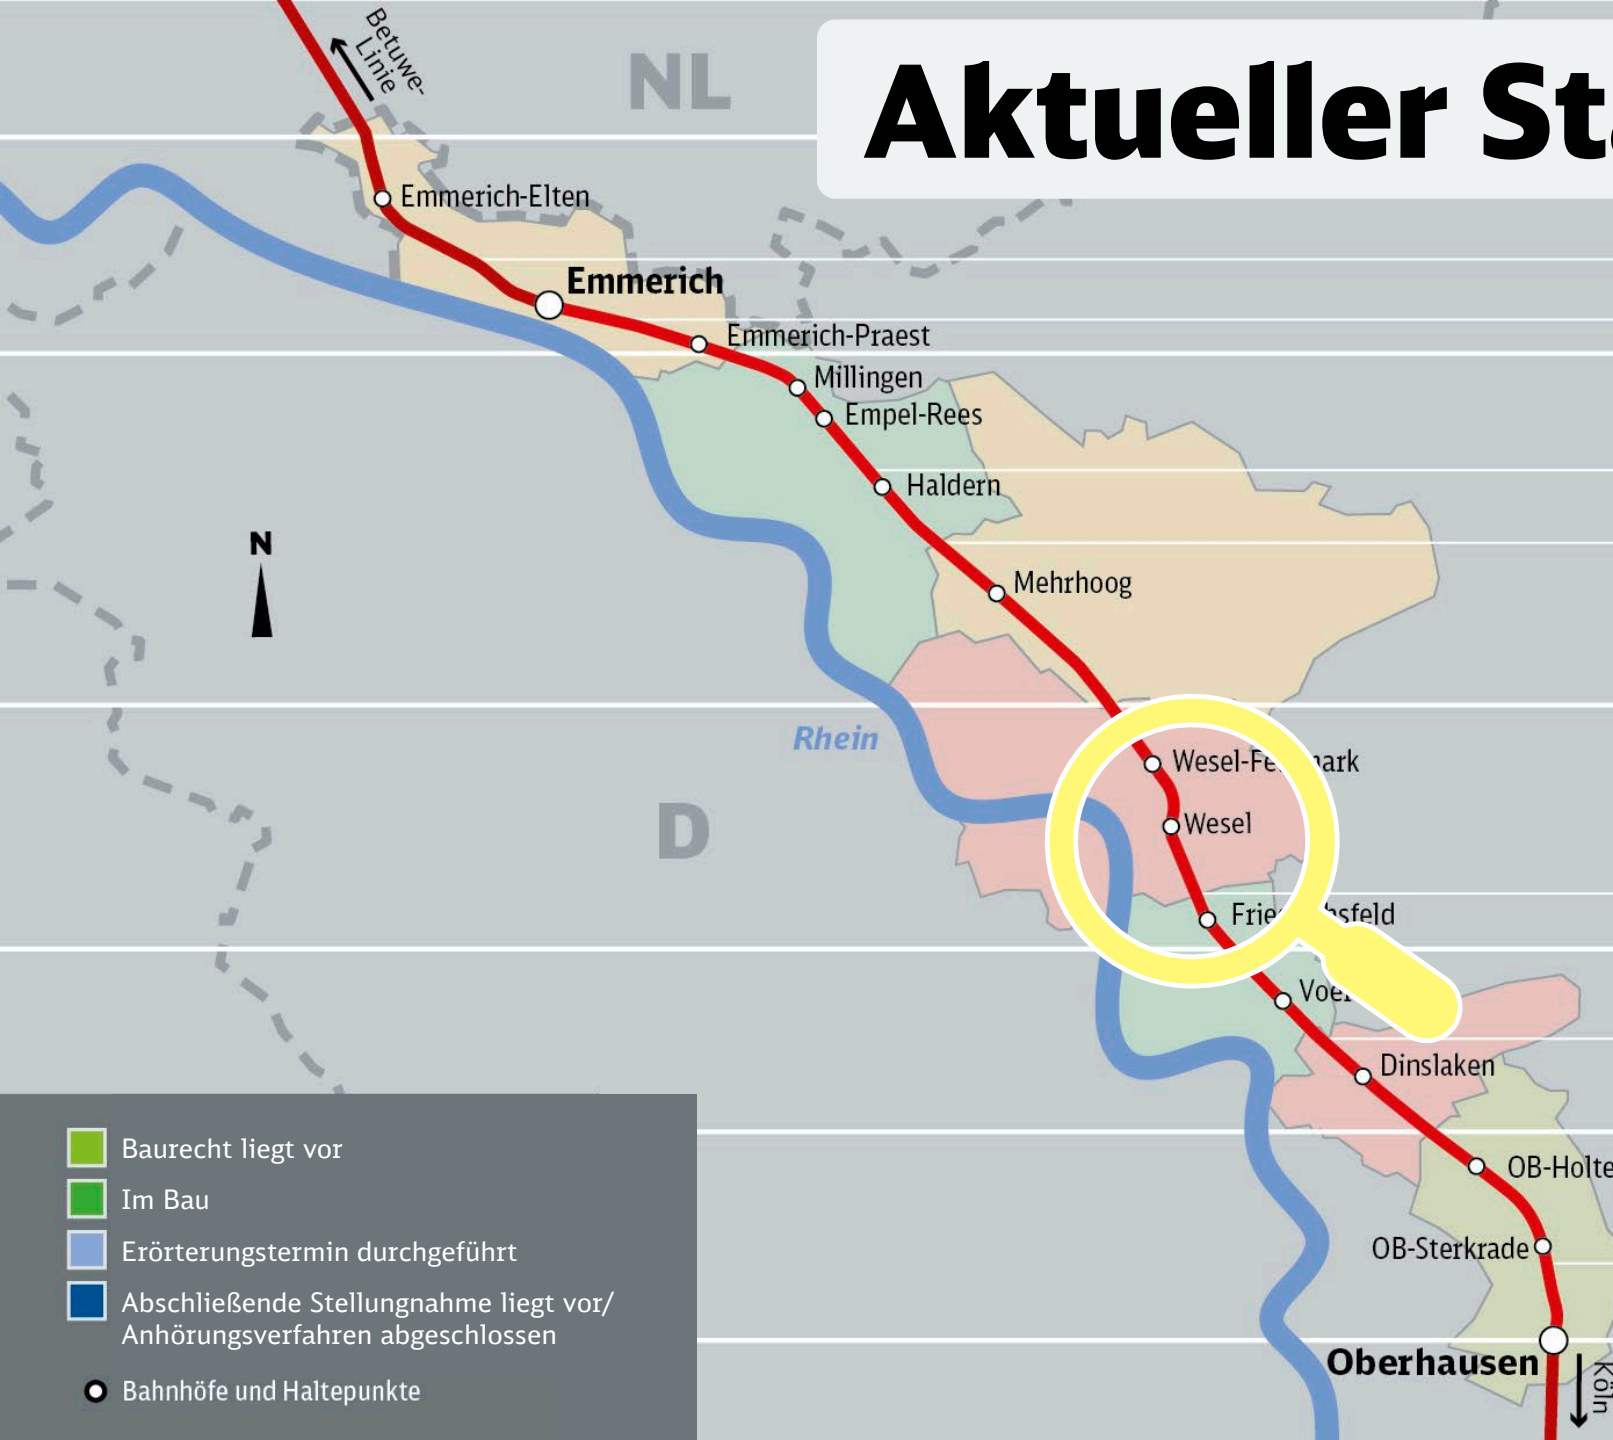 Betuwe-
Linie
NL
Aktueller
Emmerich-Elten
Emmerich
Emmerich-Praest
Millingen
Empel-Rees
Haldern
N
Mehrhoog
Rhein
Wesel
D
Dinslaken
OB-Holte
OB-Sterkrade
Oberhausen
Köln
Baurecht liegt vor
Im Bau
Erörterungstermin durchgeführt
Abschließende Stellungnahme liegt vor/
Anhörungsverfahren abgeschlossen
Bahnhöfe und Haltepunkte